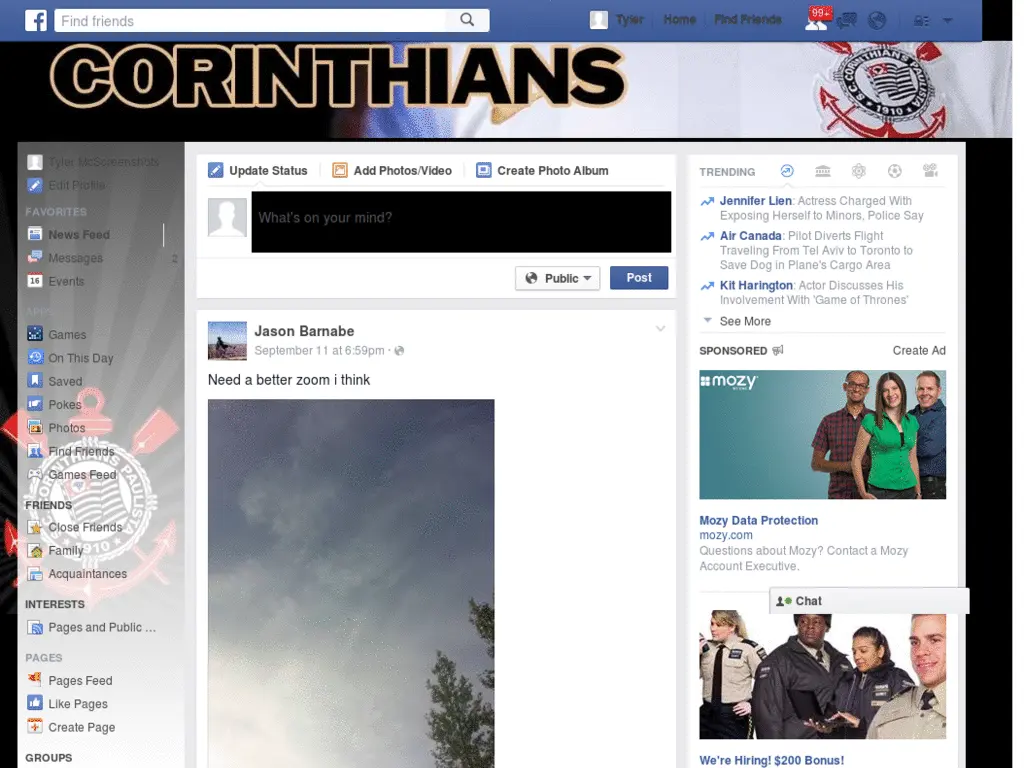 Find friends
Tyler
Home
Find Friends
99+
CORINTHIANS
S.C. CORINTHIANS PAULISTA
1910
Tyler McScreenshots
Edit Profile
FAVORITES
News Feed
Messages 2
16 Events
APPS
Games
On This Day
Saved
Pokes
Photos
Find Friends
Games Feed
CORINTHIANS PAULISTA
1910
FRIENDS
Close Friends
Family
Acquaintances
INTERESTS
Pages and Public ...
PAGES
Pages Feed
Like Pages
Create Page
GROUPS
Update Status
Add Photos/Video
Create Photo Album
What's on your mind?
Public
Post
Jason Barnabe
September 11 at 6:59pm ·
Need a better zoom i think
TRENDING
Jennifer Lien: Actress Charged With
Exposing Herself to Minors, Police Say
Air Canada: Pilot Diverts Flight
Traveling From Tel Aviv to Toronto to
Save Dog in Plane's Cargo Area
Kit Harington: Actor Discusses His
Involvement With 'Game of Thrones'
See More
SPONSORED
Create Ad
mozy
Mozy Data Protection
mozy.com
Questions about Mozy? Contact a Mozy
Account Executive.
Chat
We're Hiring! $200 Bonus!